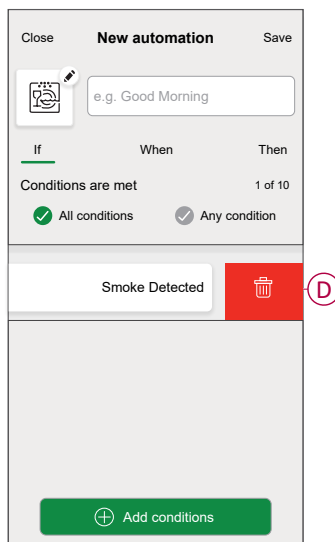 Close New automation Save
e.g. Good Morning
If When Then
Conditions are met 1 of 10
All conditions Any condition
Smoke Detected
D
Add conditions